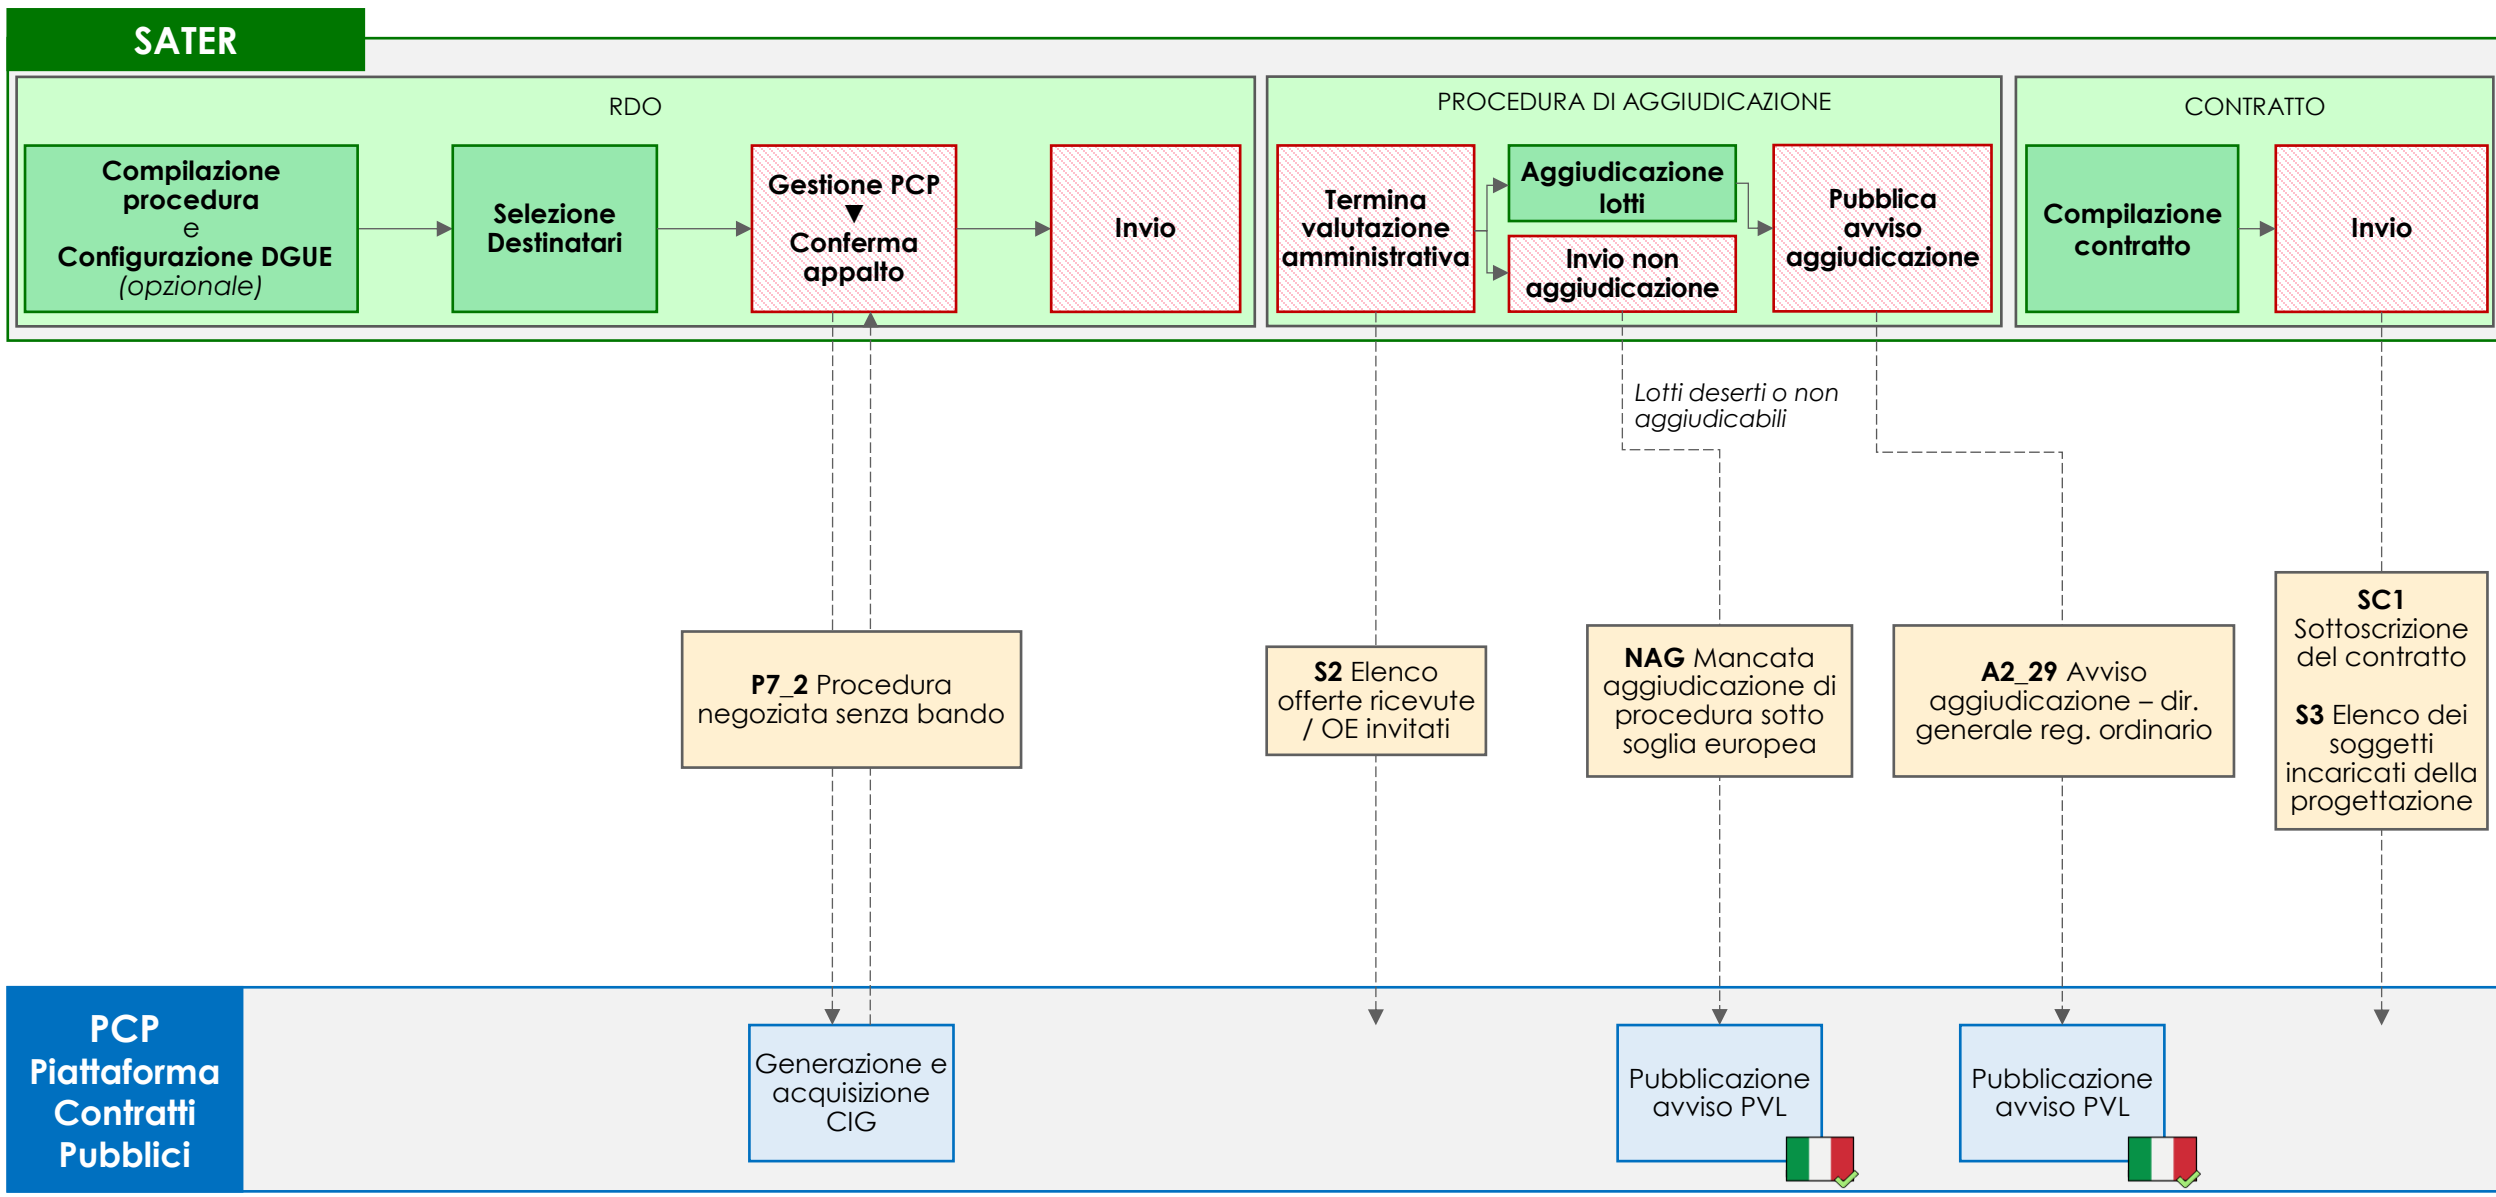 SATER
RDO
Compilazione
procedura
e
Configurazione DGUE
(opzionale)
Selezione
Destinatari
Gestione PCP
▼
Conferma
appalto
Invio
PROCEDURA DI AGGIUDICAZIONE
Termina
valutazione
amministrativa
Aggiudicazione
lotti
Invio non
aggiudicazione
Pubblica
avviso
aggiudicazione
CONTRATTO
Compilazione
contratto
Invio
Lotti deserti o non
aggiudicabili
P7_2 Procedura
negoziata senza bando
S2 Elenco
offerte ricevute
/ OE invitati
NAG Mancata
aggiudicazione di
procedura sotto
soglia europea
A2_29 Avviso
aggiudicazione – dir.
generale reg. ordinario
SC1
Sottoscrizione
del contratto
S3 Elenco dei
soggetti
incaricati della
progettazione
PCP
Piattaforma
Contratti
Pubblici
Generazione e
acquisizione
CIG
Pubblicazione
avviso PVL
Pubblicazione
avviso PVL